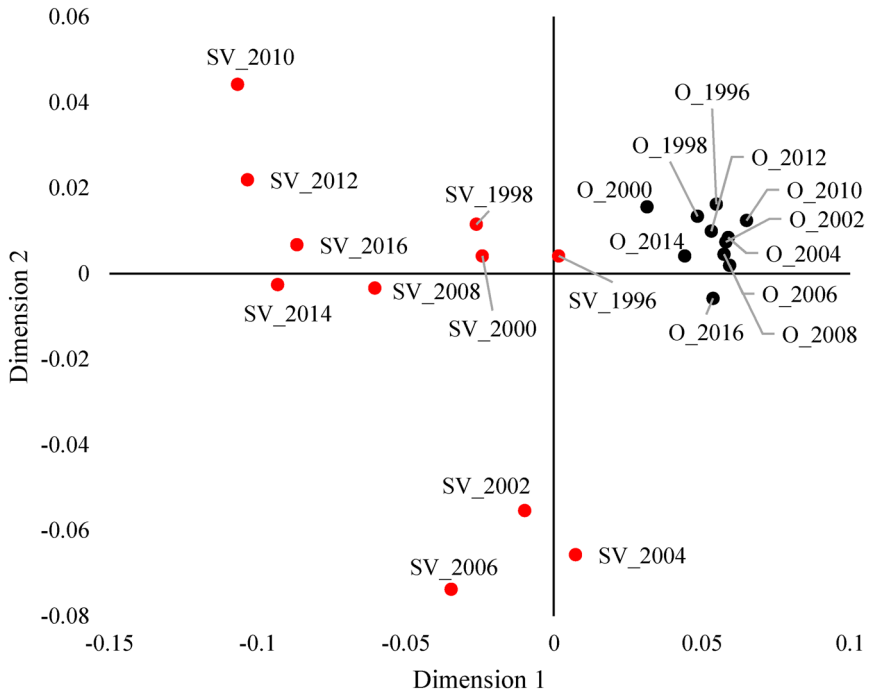 0.06
SV_2010
O_1996
0.04
O_1998
O_2012
0.02
SV_2012
SV_1998
O_2000
O_2010
O_2002
SV_2016
O_2014
O_2004
0
SV_2008
SV_1996
O_2006
SV_2014
SV_2000
O_2016
O_2008
-0.02
Dimension 2
-0.04
SV_2002
-0.06
SV_2004
SV_2006
-0.08
-0.15
-0.1
-0.05
0
0.05
0.1
Dimension 1